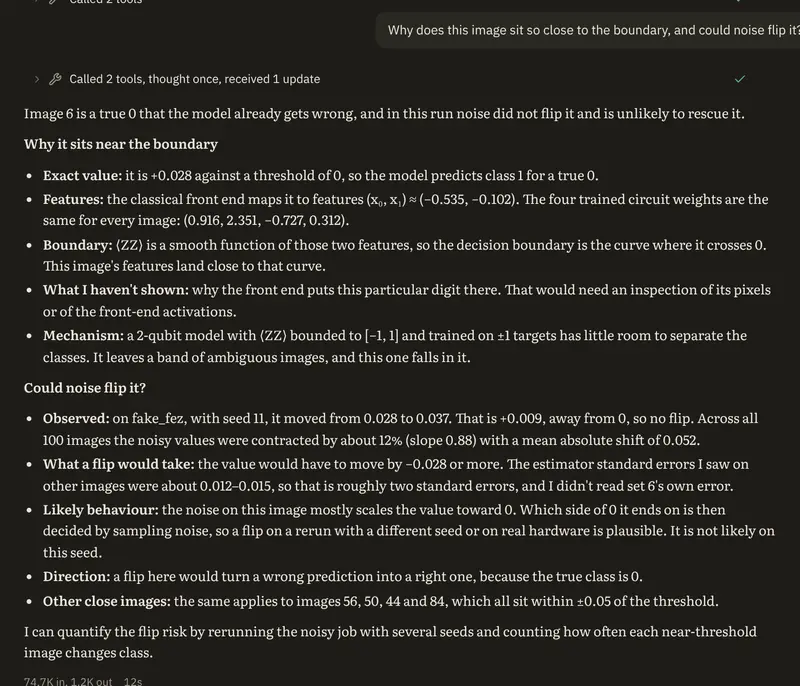 Called 2 tools
Why does this image sit so close to the boundary, and could noise flip it?
Called 2 tools, thought once, received 1 update
Image 6 is a true 0 that the model already gets wrong, and in this run noise did not flip it and is unlikely to rescue it.
Why it sits near the boundary
• Exact value: it is +0.028 against a threshold of 0, so the model predicts class 1 for a true 0.
• Features: the classical front end maps it to features (x₀, x₁) ≈ (−0.535, −0.102). The four trained circuit weights are the
same for every image: (0.916, 2.351, −0.727, 0.312).
• Boundary: ⟨ZZ⟩ is a smooth function of those two features, so the decision boundary is the curve where it crosses 0.
This image's features land close to that curve.
• What I haven't shown: why the front end puts this particular digit there. That would need an inspection of its pixels
or of the front-end activations.
• Mechanism: a 2-qubit model with ⟨ZZ⟩ bounded to [−1, 1] and trained on ±1 targets has little room to separate the
classes. It leaves a band of ambiguous images, and this one falls in it.
Could noise flip it?
• Observed: on fake_fez, with seed 11, it moved from 0.028 to 0.037. That is +0.009, away from 0, so no flip. Across all
100 images the noisy values were contracted by about 12% (slope 0.88) with a mean absolute shift of 0.052.
• What a flip would take: the value would have to move by −0.028 or more. The estimator standard errors I saw on
other images were about 0.012–0.015, so that is roughly two standard errors, and I didn't read set 6's own error.
• Likely behaviour: the noise on this image mostly scales the value toward 0. Which side of 0 it ends on is then
decided by sampling noise, so a flip on a rerun with a different seed or on real hardware is plausible. It is not likely on
this seed.
• Direction: a flip here would turn a wrong prediction into a right one, because the true class is 0.
• Other close images: the same applies to images 56, 50, 44 and 84, which all sit within ±0.05 of the threshold.
I can quantify the flip risk by rerunning the noisy job with several seeds and counting how often each near-threshold
image changes class.
74.7K in, 1.2K out 12s